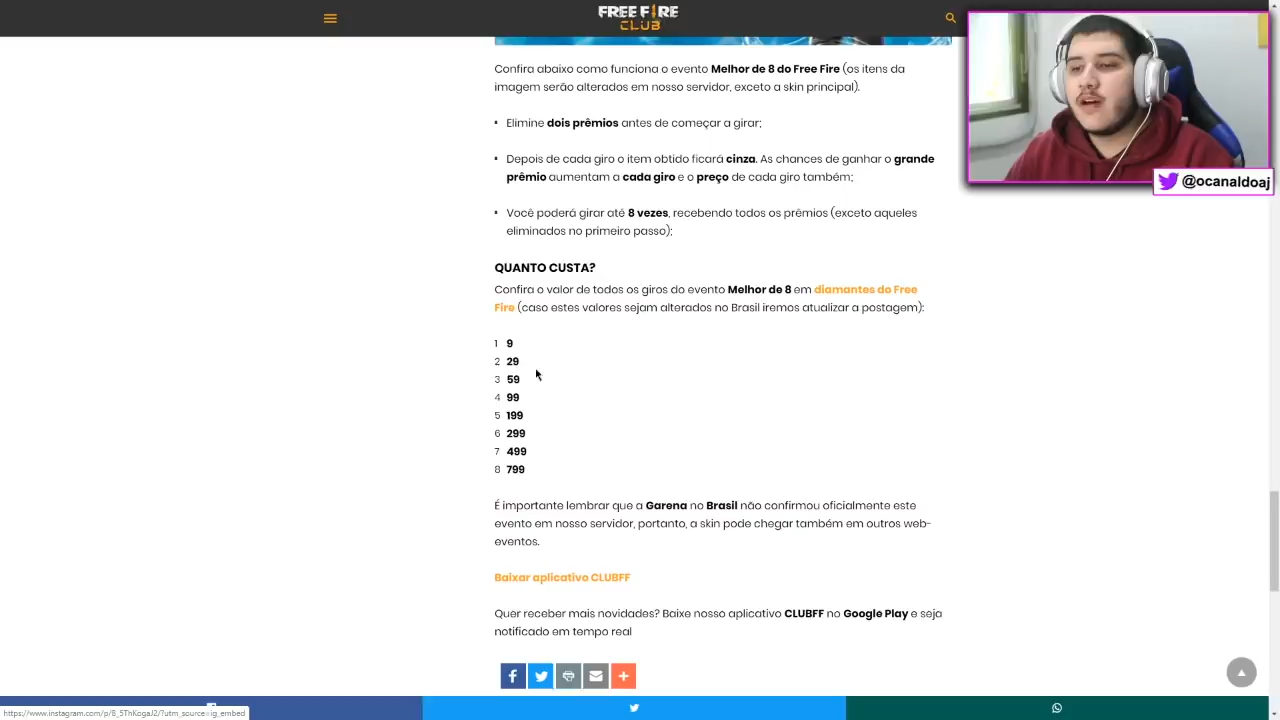 FREE FIRE
CLUB
Confira abaixo como funciona o evento Melhor de 8 do Free Fire (os itens da
imagem serão alterados em nosso servidor, exceto a skin principal).
Elimine dois prêmios antes de começar a girar;
Depois de cada giro o item obtido ficará cinza. As chances de ganhar o grande
prêmio aumentam a cada giro e o preço de cada giro também;
Você poderá girar até 8 vezes, recebendo todos os prêmios (exceto aqueles
eliminados no primeiro passo);
QUANTO CUSTA?
Confira o valor de todos os giros do evento Melhor de 8 em diamantes do Free
Fire (caso estes valores sejam alterados no Brasil iremos atualizar a postagem):
1 9
2 29
3 59
4 99
5 199
6 299
7 499
8 799
É importante lembrar que a Garena no Brasil não confirmou oficialmente este
evento em nosso servidor, portanto, a skin pode chegar também em outros web-
eventos.
Baixar aplicativo CLUBFF
Quer receber mais novidades? Baixe nosso aplicativo CLUBFF no Google Play e seja
notificado em tempo real
@ocanaldoaj